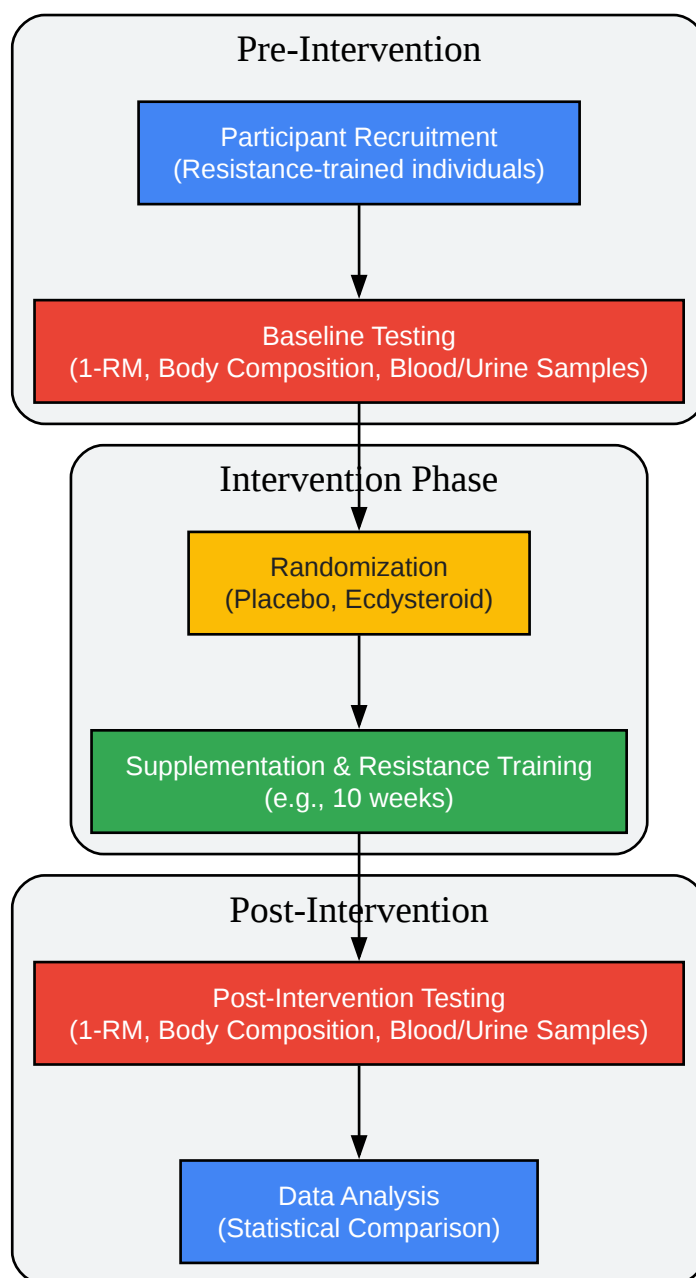 Pre-Intervention
Participant Recruitment
(Resistance-trained individuals)
Baseline Testing
(1-RM, Body Composition, Blood/Urine Samples)
Intervention Phase
Randomization
(Placebo, Ecdysteroid)
Supplementation & Resistance Training
(e.g., 10 weeks)
Post-Intervention
Post-Intervention Testing
(1-RM, Body Composition, Blood/Urine Samples)
Data Analysis
(Statistical Comparison)